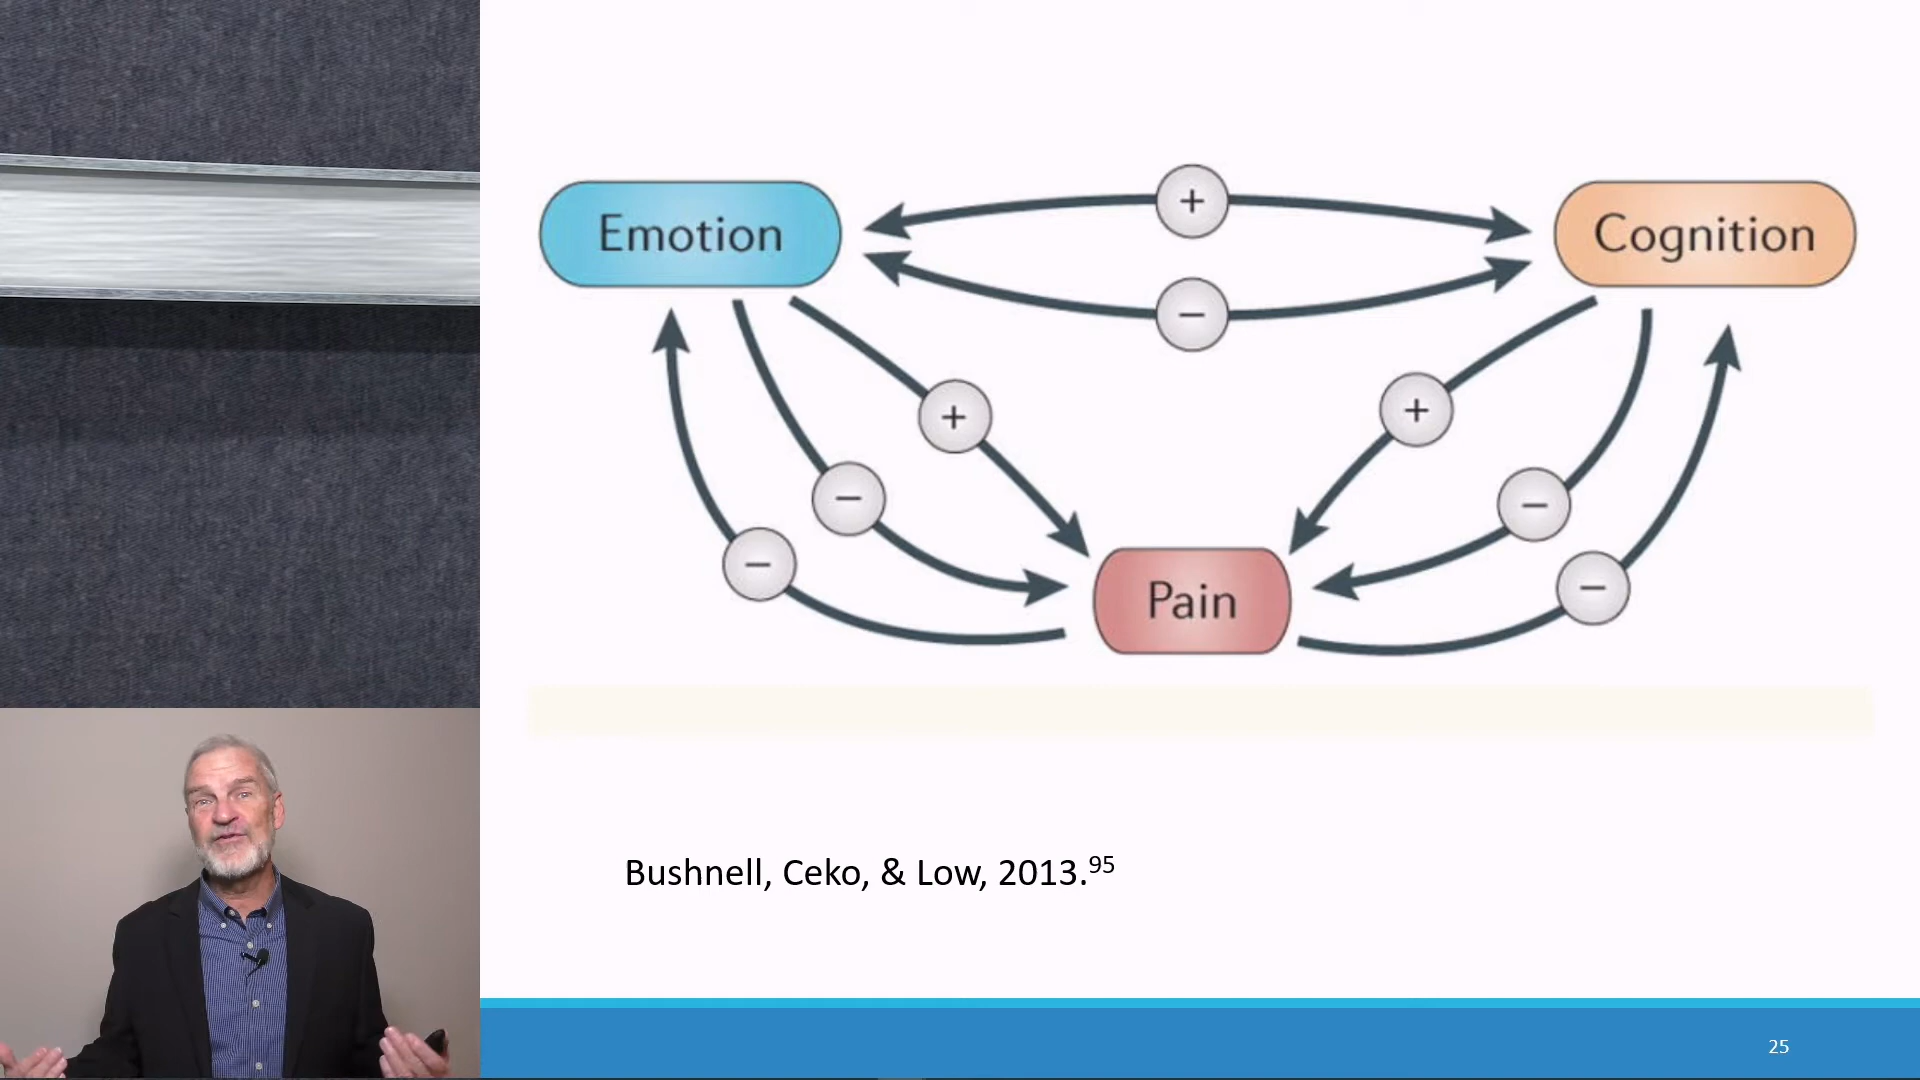 Emotion
+
Cognition
−
+
+
−
−
−
−
Pain
Bushnell, Ceko, & Low, 2013.⁹⁵
25